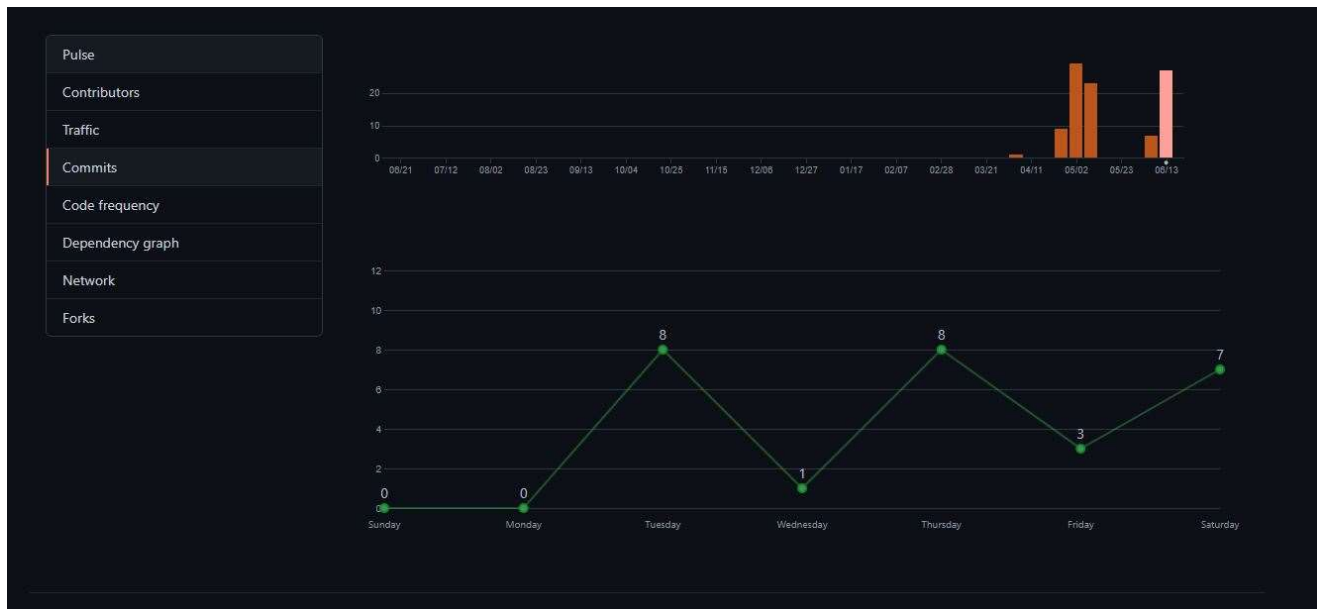 Pulse
Contributors
Traffic
Commits
Code frequency
Dependency graph
Network
Forks
20
10
0
06/21 07/12 08/02 08/23 09/13 10/04 10/25 11/15 12/06 12/27 01/17 02/07 02/28 03/21 04/11 05/02 05/23 06/13
12
10
8
6
4
2
0
0 0 8 1 8 3 7
Sunday Monday Tuesday Wednesday Thursday Friday Saturday